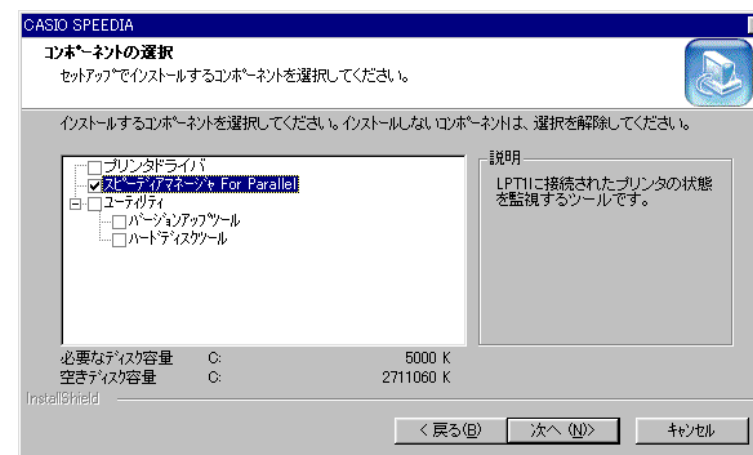 CASIO SPEEDIA
コンポーネントの選択
セットアップでインストールするコンポーネントを選択してください。
インストールするコンポーネントを選択してください。インストールしないコンポーネントは、選択を解除してください。
プリンタドライバ
スピーディアマネージャ For Parallel
ユーティリティ
バージョンアップツール
ハードディスクツール
説明
LPT1に接続されたプリンタの状態
を監視するツールです。
必要なディスク容量 C: 5000 K
空きディスク容量 C: 2711060 K
InstallShield
< 戻る(B) 次へ (N)> キャンセル